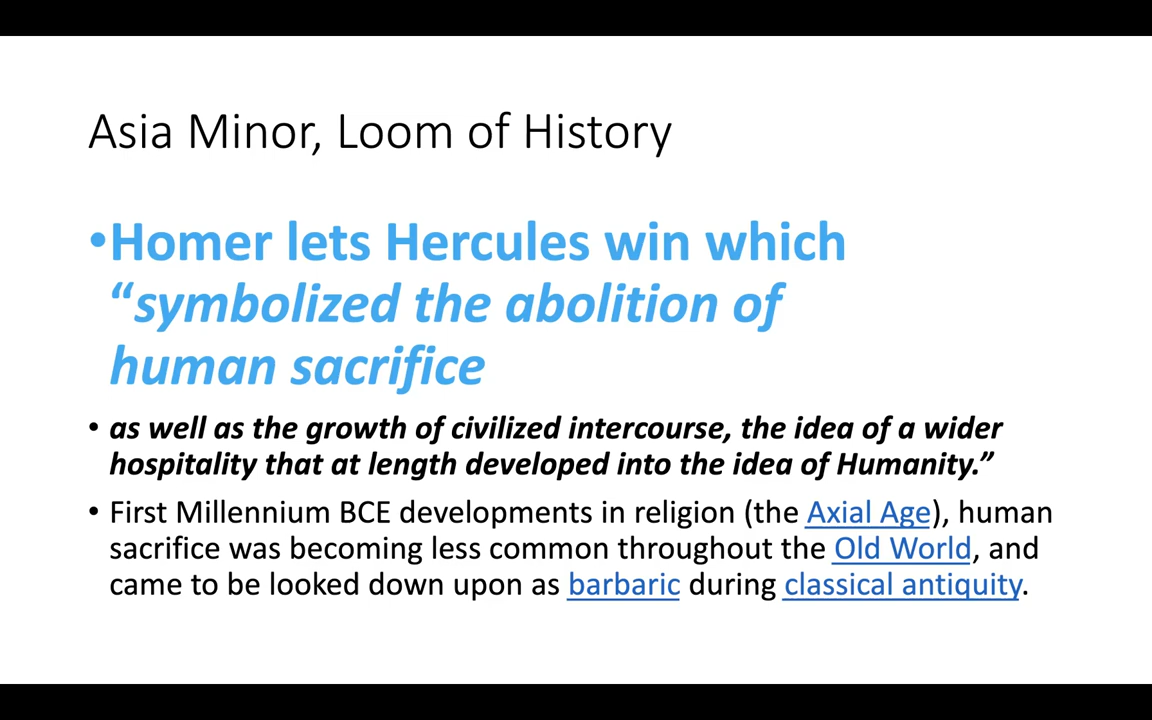 Asia Minor, Loom of History
•Homer lets Hercules win which
“symbolized the abolition of
human sacrifice
• as well as the growth of civilized intercourse, the idea of a wider
hospitality that at length developed into the idea of Humanity.”
• First Millennium BCE developments in religion (the Axial Age), human
sacrifice was becoming less common throughout the Old World, and
came to be looked down upon as barbaric during classical antiquity.